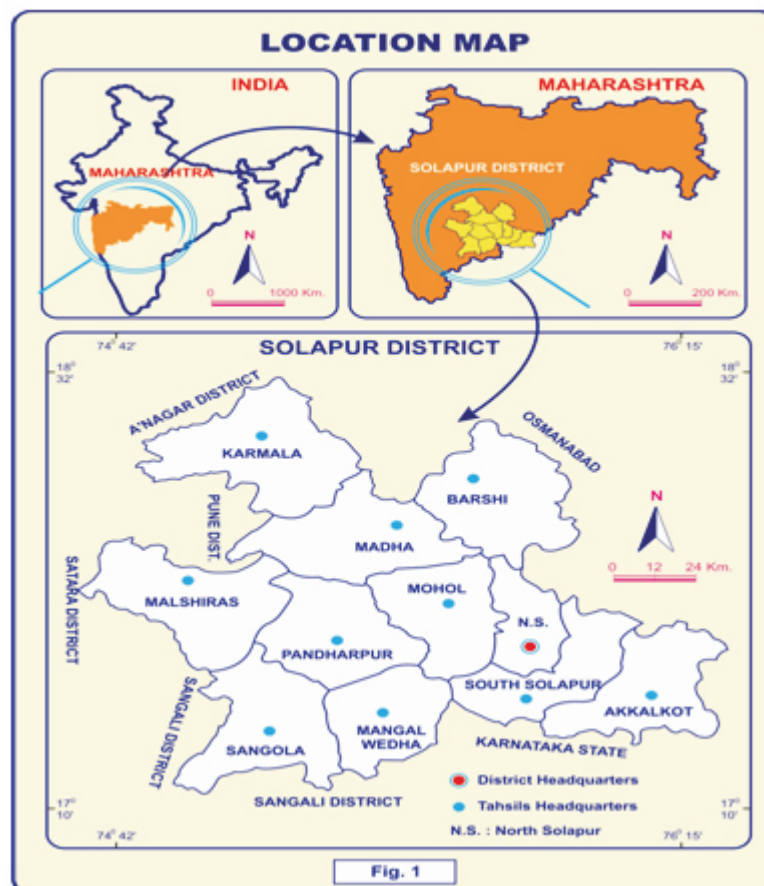 LOCATION MAP
INDIA
MAHARASHTRA
N
0 1000 Km.
MAHARASHTRA
SOLAPUR DISTRICT
N
0 200 Km.
SOLAPUR DISTRICT
74° 42'
76° 15'
18° 32'
18° 32'
A'NAGAR DISTRICT
KARMALA
OSMANABAD
BARSHI
PUNE DIST.
MADHA
N
0 12 24 Km.
SATARA DISTRICT
MALSHIRAS
MOHOL
N.S.
PANDHARPUR
SOUTH SOLAPUR
AKKALKOT
SANGALI DISTRICT
SANGOLA
MANGAL
WEDHA
KARNATAKA STATE
SANGALI DISTRICT
District Headquarters
Tahsils Headquarters
N.S. : North Solapur
17° 10'
17° 10'
74° 42'
76° 15'
Fig. 1